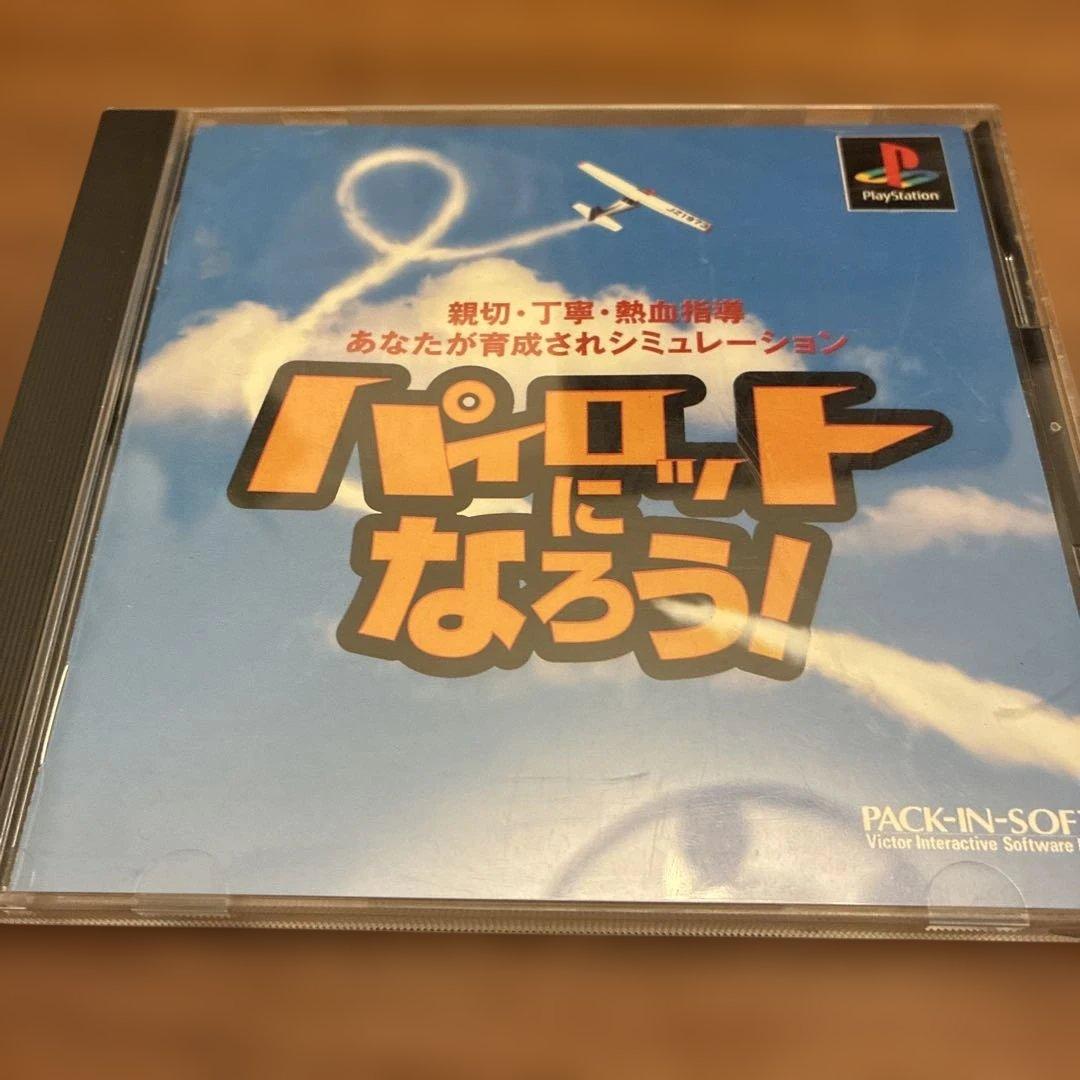 PlayStation
JZ1973
親切・丁寧・熱血指導
あなたが育成されシミュレーション
パイロット
に
なろう!
PACK-IN-SOFT
Victor Interactive Software